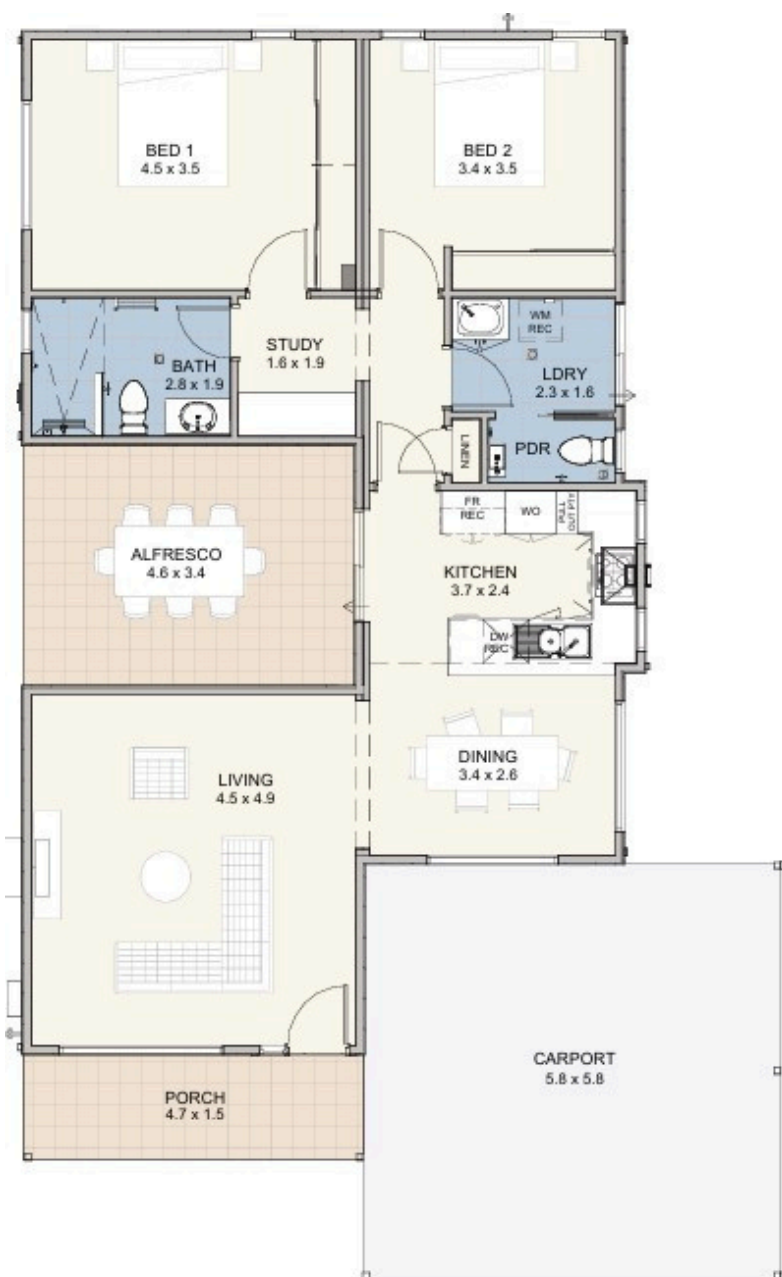 BED 1
4.5 x 3.5
BED 2
3.4 x 3.5
BATH
2.8 x 1.9
STUDY
1.6 x 1.9
WM
REC
LDRY
2.3 x 1.6
PDR
LINEN
ALFRESCO
4.6 x 3.4
FR
REC
WO
PULL
OUT PTY
KITCHEN
3.7 x 2.4
DW
REC
LIVING
4.5 x 4.9
DINING
3.4 x 2.6
PORCH
4.7 x 1.5
CARPORT
5.8 x 5.8